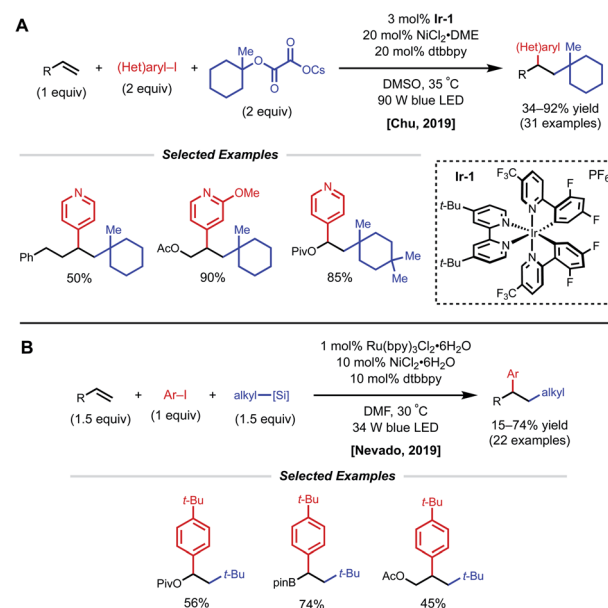 A
3 mol% Ir-1
20 mol% NiCl2•DME
20 mol% dtbbpy
DMSO, 35 °C
90 W blue LED
[Chu, 2019]
R
(1 equiv)
+
(Het)aryl–I
(2 equiv)
+
Me
O
O
O
OCs
(2 equiv)
(Het)aryl
Me
R
34–92% yield
(31 examples)
Selected Examples
N
Me
Ph
50%
N
OMe
Me
AcO
90%
N
Me
PivO
Me
Me
85%
Ir-1
PF6
F3C
F
t-Bu
N
F
N
Ir
N
t-Bu
N
F
F3C
F
B
1 mol% Ru(bpy)3Cl2•6H2O
10 mol% NiCl2•6H2O
10 mol% dtbbpy
DMF, 30 °C
34 W blue LED
[Nevado, 2019]
R
(1.5 equiv)
+
Ar–I
(1 equiv)
+
alkyl–[Si]
(1.5 equiv)
Ar
R
alkyl
15–74% yield
(22 examples)
Selected Examples
t-Bu
PivO
t-Bu
56%
t-Bu
pinB
t-Bu
74%
t-Bu
AcO
t-Bu
45%